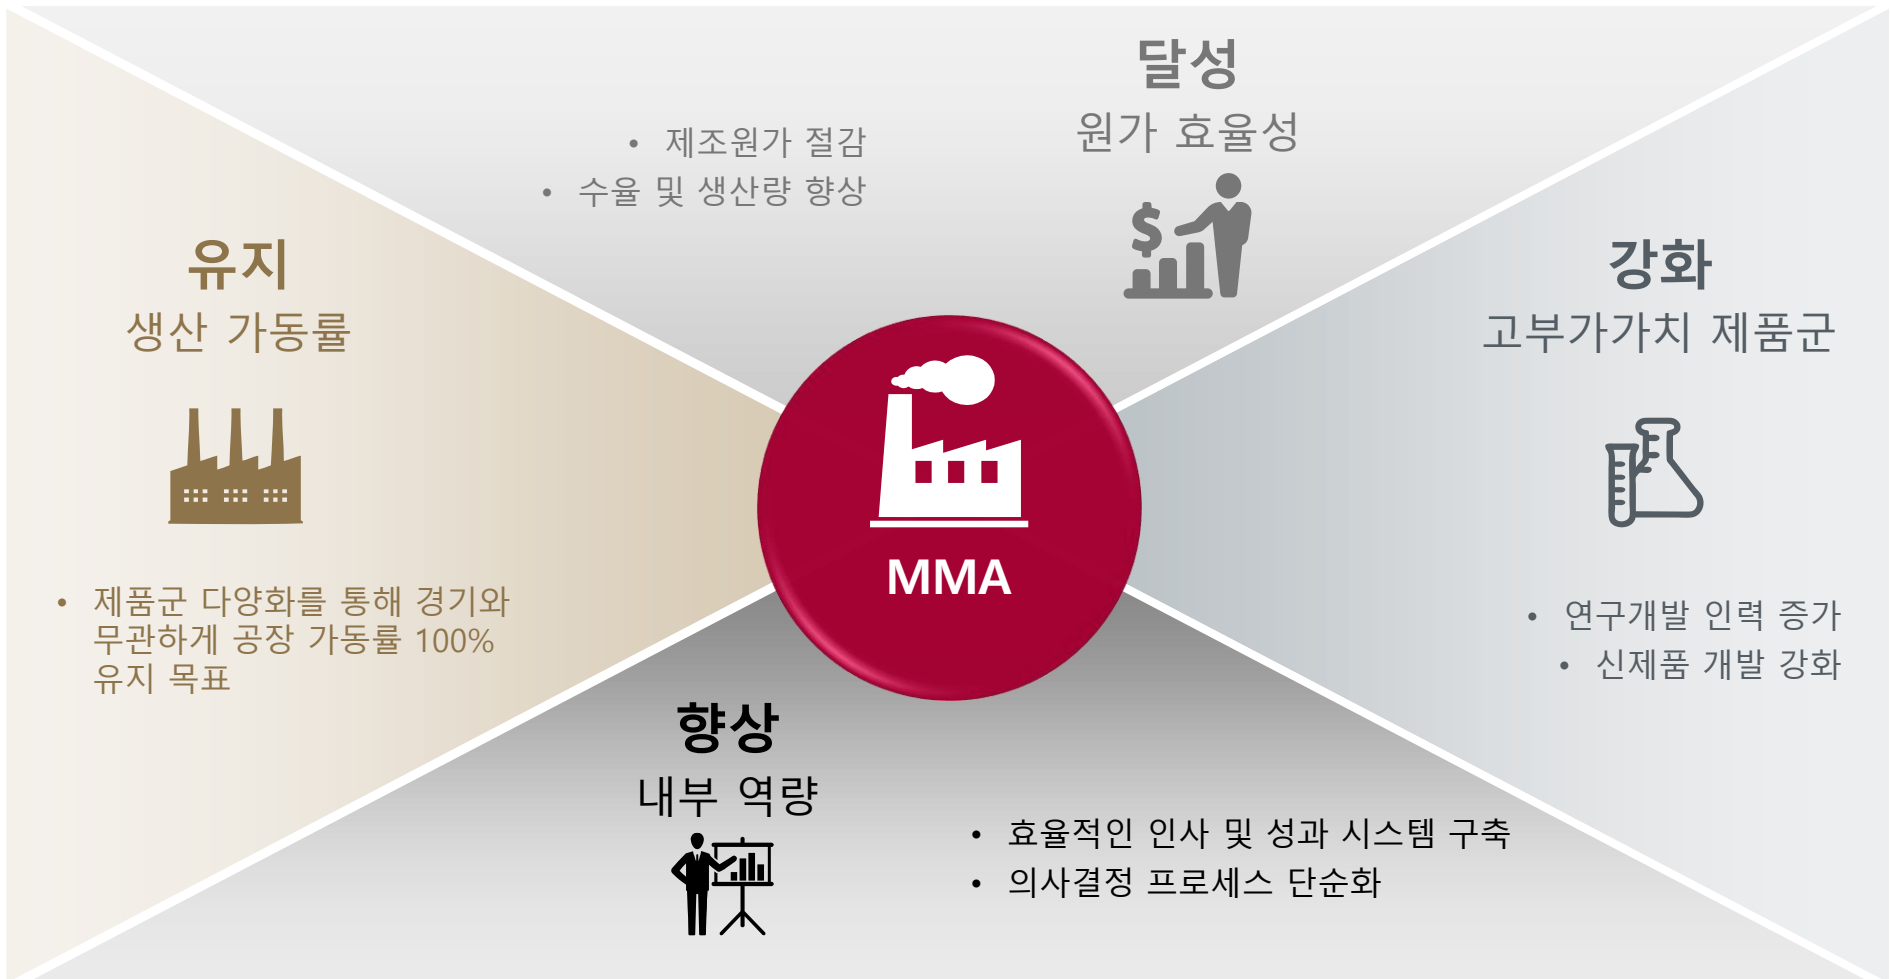 달성
원가 효율성
• 제조원가 절감
• 수율 및 생산량 향상
유지
생산 가동률
• 제품군 다양화를 통해 경기와
무관하게 공장 가동률 100%
유지 목표
강화
고부가가치 제품군
• 연구개발 인력 증가
• 신제품 개발 강화
MMA
향상
내부 역량
• 효율적인 인사 및 성과 시스템 구축
• 의사결정 프로세스 단순화
$